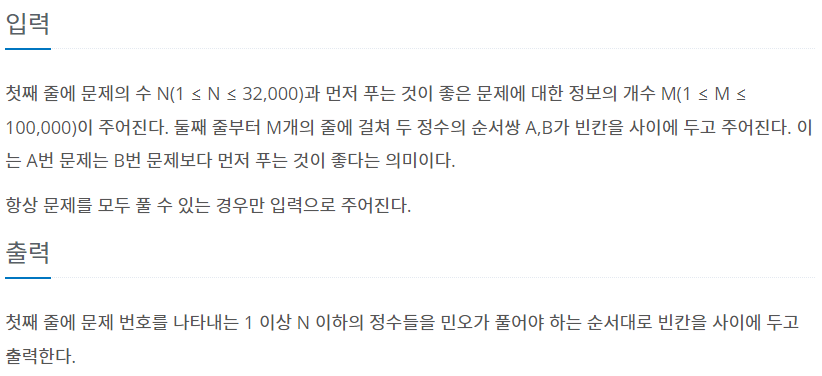 입력
첫째 줄에 문제의 수 N(1 ≤ N ≤ 32,000)과 먼저 푸는 것이 좋은 문제에 대한 정보의 개수 M(1 ≤ M ≤
100,000)이 주어진다. 둘째 줄부터 M개의 줄에 걸쳐 두 정수의 순서쌍 A,B가 빈칸을 사이에 두고 주어진다. 이
는 A번 문제는 B번 문제보다 먼저 푸는 것이 좋다는 의미이다.
항상 문제를 모두 풀 수 있는 경우만 입력으로 주어진다.
출력
첫째 줄에 문제 번호를 나타내는 1 이상 N 이하의 정수들을 민오가 풀어야 하는 순서대로 빈칸을 사이에 두고
출력한다.